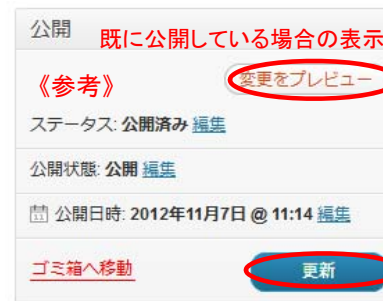 公開
既に公開している場合の表示
《参考》
変更をプレビュー
ステータス: 公開済み 編集
公開状態: 公開 編集
公開日時: 2012年11月7日 @ 11:14 編集
ゴミ箱へ移動
更新